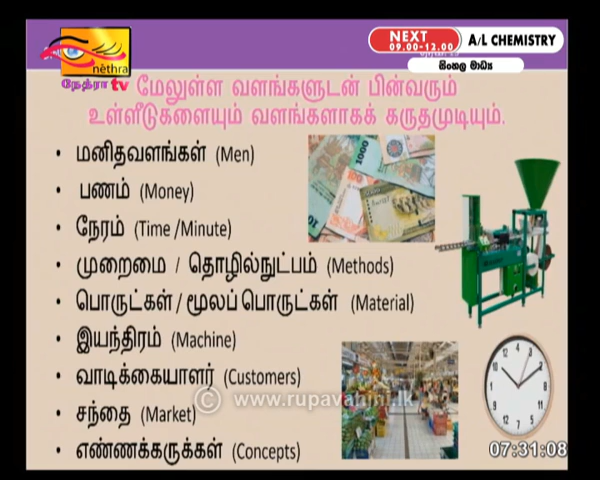 NEXT
09.00-12.00
A/L CHEMISTRY
සිංහල මාධ්‍ය
nēthra
நேத்ரா tv
மேலுள்ள வளங்களுடன் பின்வரும்
உள்ளீடுகளையும் வளங்களாகக் கருதமுடியும்.
• மனிதவளங்கள் (Men)
• பணம் (Money)
• நேரம் (Time /Minute)
• முறைமை / தொழில்நுட்பம் (Methods)
• பொருட்கள் / மூலப் பொருட்கள் (Material)
• இயந்திரம் (Machine)
• வாடிக்கையாளர் (Customers)
• சந்தை (Market)
• எண்ணக்கருக்கள் (Concepts)
© www.rupavahini.lk
07:31:08